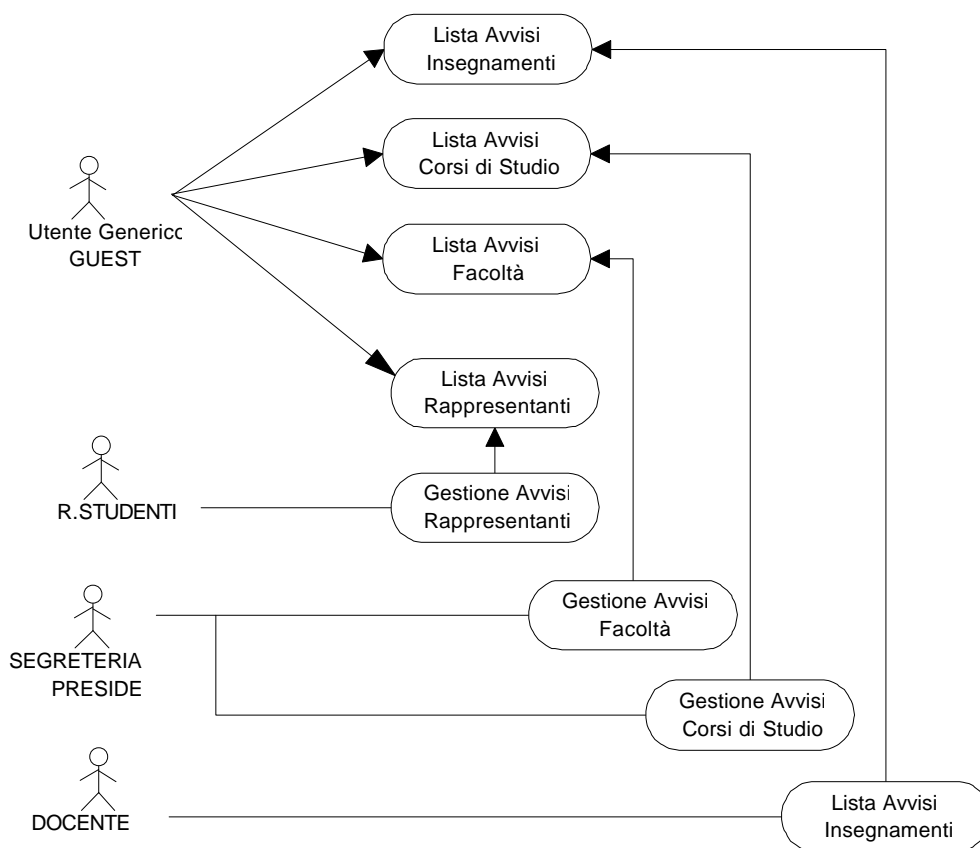 Lista Avvisi
Insegnamenti
Lista Avvisi
Corsi di Studio
Utente Generico
GUEST
Lista Avvisi
Facoltà
Lista Avvisi
Rappresentanti
R.STUDENTI
Gestione Avvisi
Rappresentanti
SEGRETERIA
PRESIDE
Gestione Avvisi
Facoltà
Gestione Avvisi
Corsi di Studio
DOCENTE
Lista Avvisi
Insegnamenti